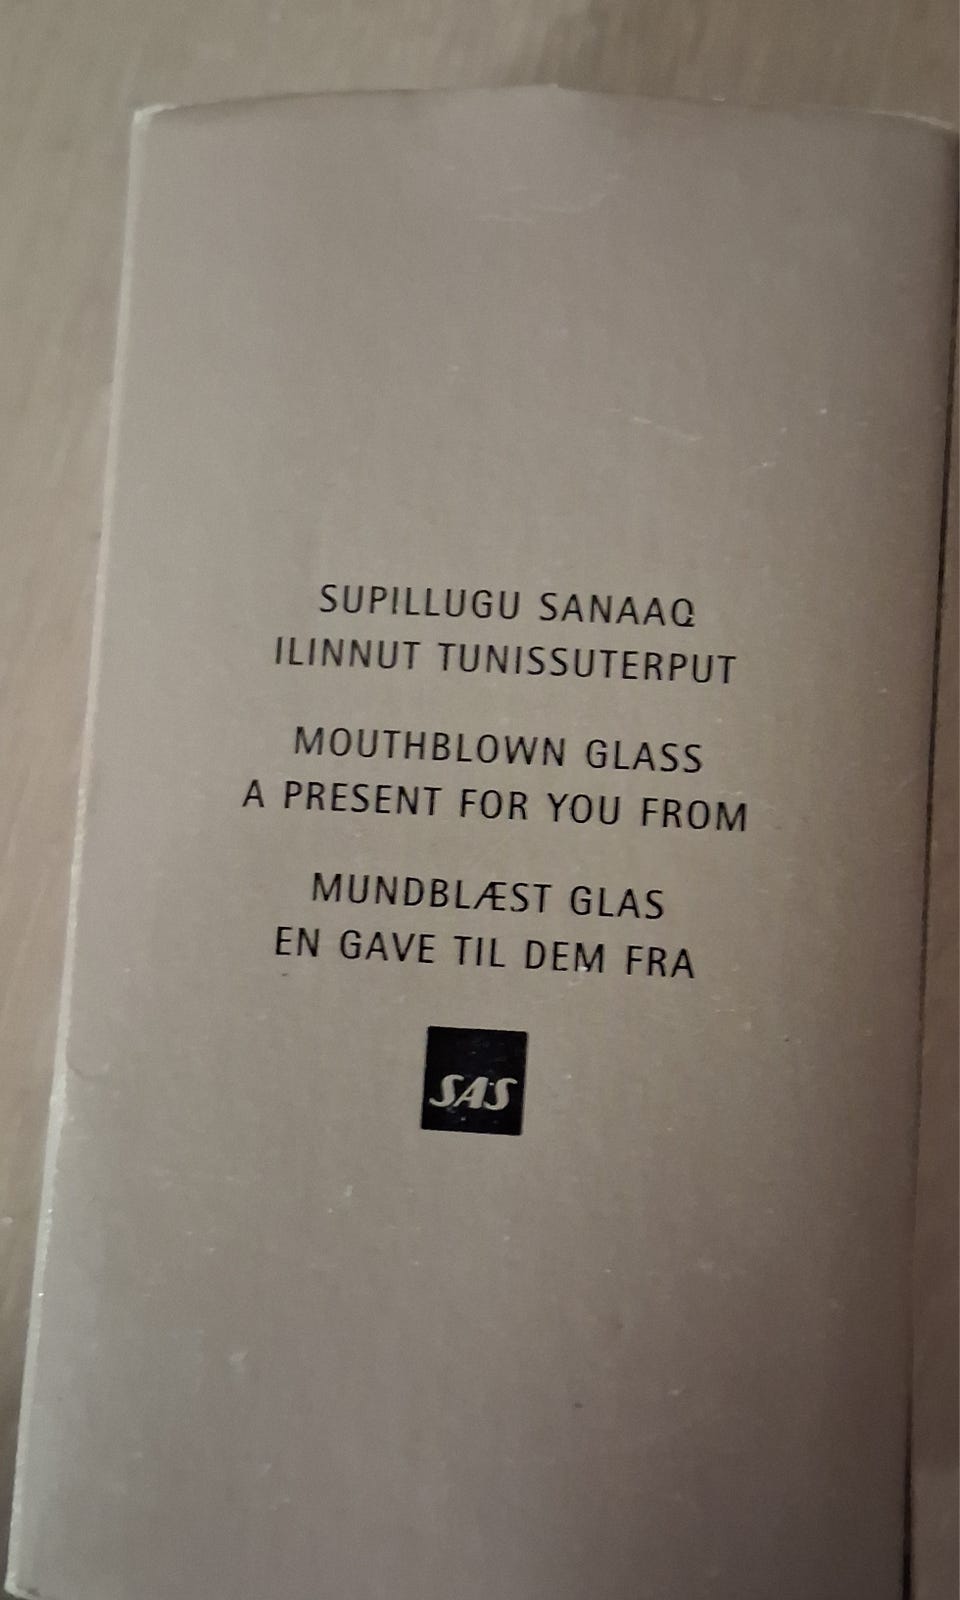 SUPILLUGU SANAAQ
ILINNUT TUNISSUTERPUT
MOUTHBLOWN GLASS
A PRESENT FOR YOU FROM
MUNDBLÆST GLAS
EN GAVE TIL DEM FRA
SAS